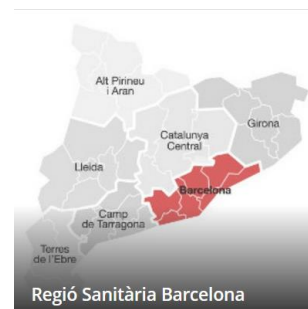 Alt Pirineu
i Aran
Girona
Catalunya
Central
Lleida
Barcelona
Camp
de Tarragona
Terres
de l'Ebre
Regió Sanitària Barcelona